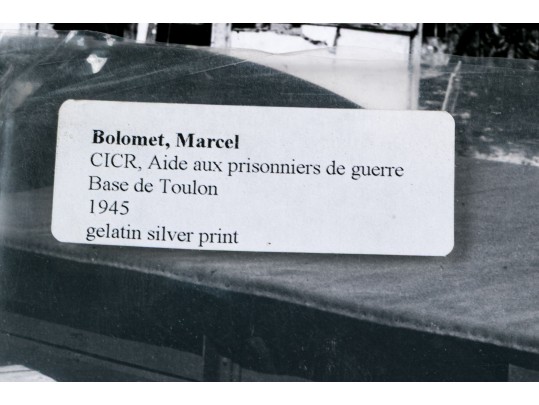 Bolomet, Marcel
CICR, Aide aux prisonniers de guerre
Base de Toulon
1945
gelatin silver print